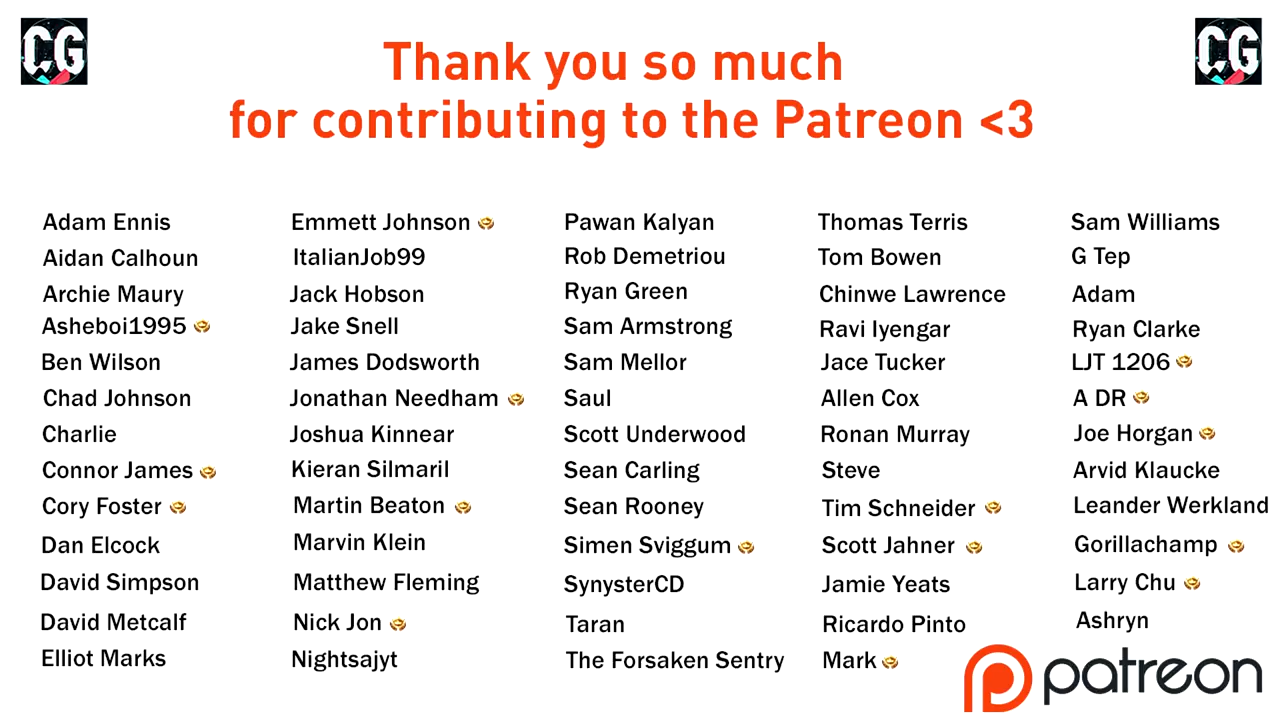 CG
CG
Thank you so much
for contributing to the Patreon <3
Adam Ennis
Aidan Calhoun
Archie Maury
Asheboi1995
Ben Wilson
Chad Johnson
Charlie
Connor James
Cory Foster
Dan Elcock
David Simpson
David Metcalf
Elliot Marks
Emmett Johnson
ItalianJob99
Jack Hobson
Jake Snell
James Dodsworth
Jonathan Needham
Joshua Kinnear
Kieran Silmaril
Martin Beaton
Marvin Klein
Matthew Fleming
Nick Jon
Nightsajyt
Pawan Kalyan
Rob Demetriou
Ryan Green
Sam Armstrong
Sam Mellor
Saul
Scott Underwood
Sean Carling
Sean Rooney
Simen Sviggum
SynysterCD
Taran
The Forsaken Sentry
Thomas Terris
Tom Bowen
Chinwe Lawrence
Ravi Iyengar
Jace Tucker
Allen Cox
Ronan Murray
Steve
Tim Schneider
Scott Jahner
Jamie Yeats
Ricardo Pinto
Mark
Sam Williams
G Tep
Adam
Ryan Clarke
LJT 1206
A DR
Joe Horgan
Arvid Klaucke
Leander Werkland
Gorillachamp
Larry Chu
Ashryn
patreon